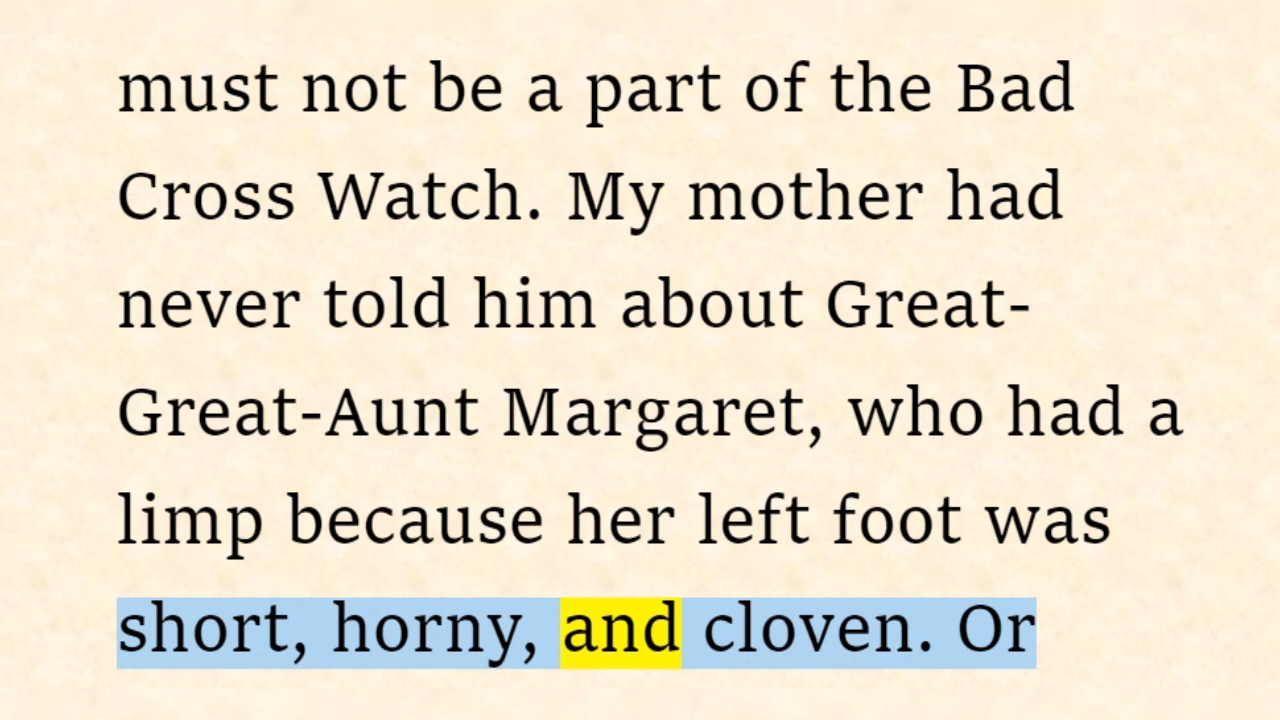 must not be a part of the Bad
Cross Watch. My mother had
never told him about Great-
Great-Aunt Margaret, who had a
limp because her left foot was
short, horny, and cloven. Or